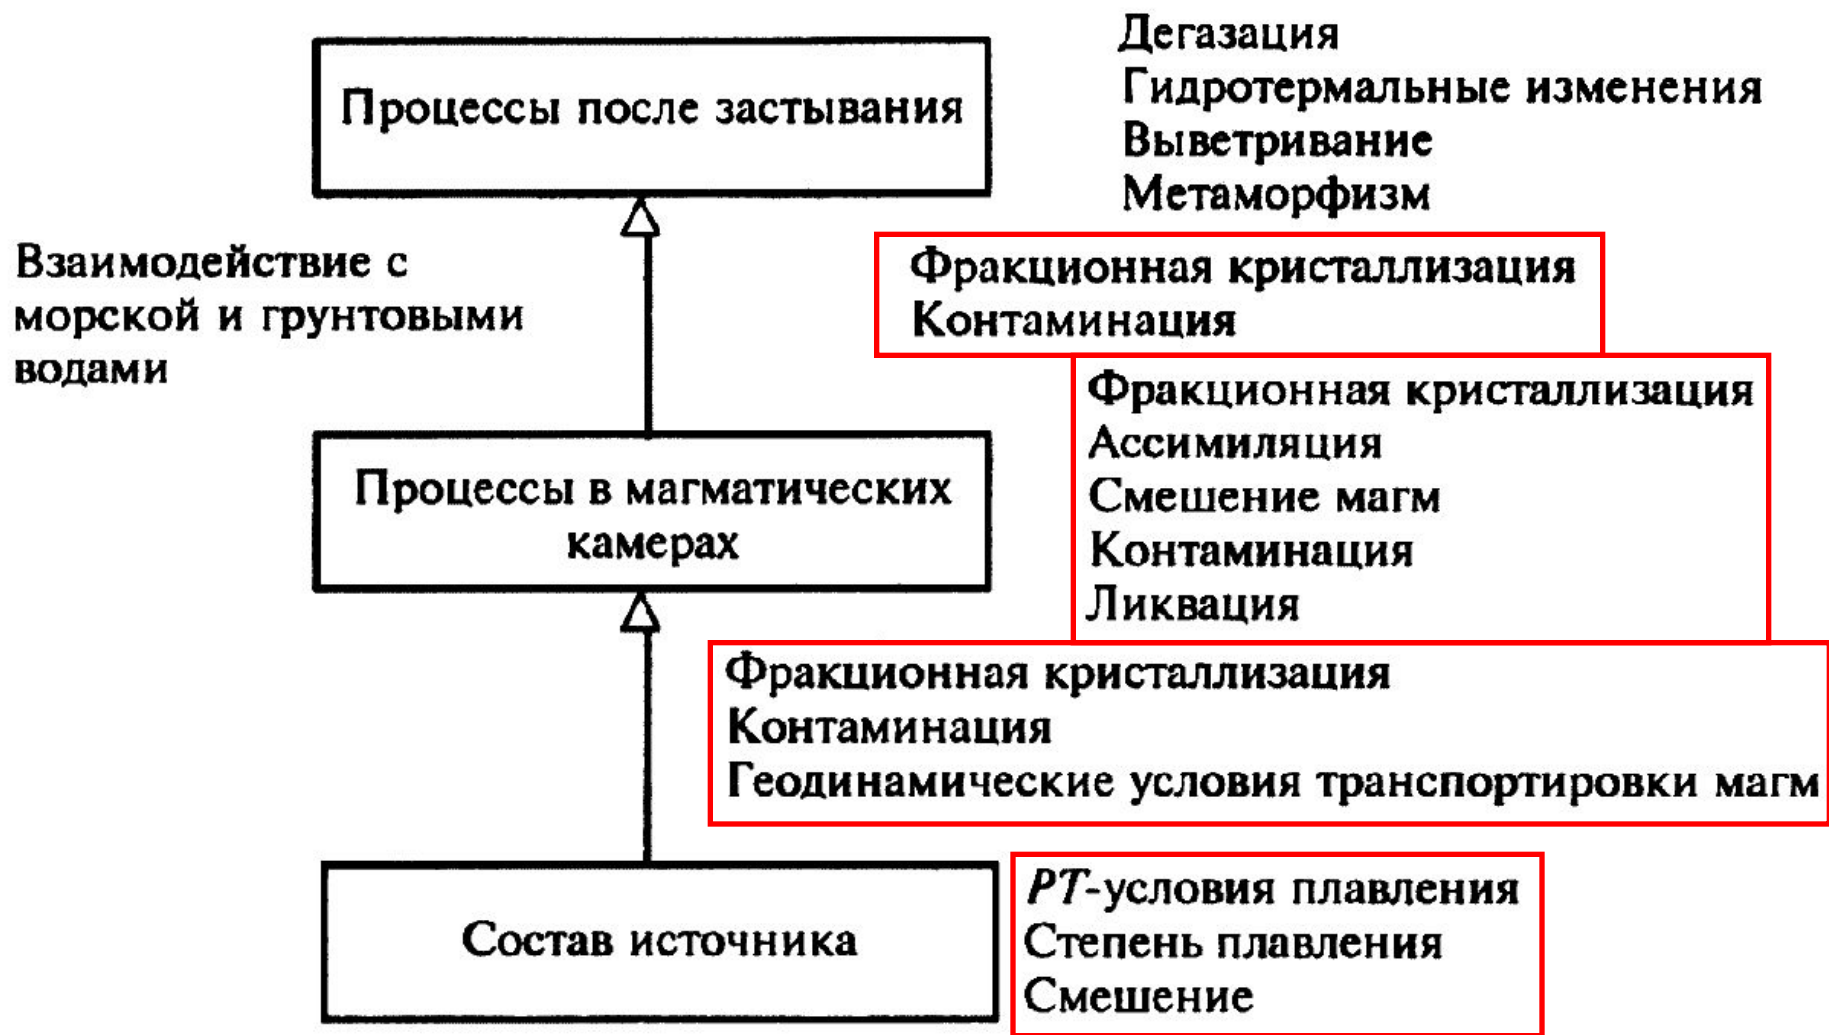 Дегазация
Гидротермальные изменения
Выветривание
Метаморфизм
Процессы после застывания
Взаимодействие с
морской и грунтовыми
водами
Фракционная кристаллизация
Контаминация
Фракционная кристаллизация
Ассимиляция
Смешение магм
Контаминация
Ликвация
Процессы в магматических
камерах
Фракционная кристаллизация
Контаминация
Геодинамические условия транспортировки магм
Состав источника
PT-условия плавления
Степень плавления
Смешение